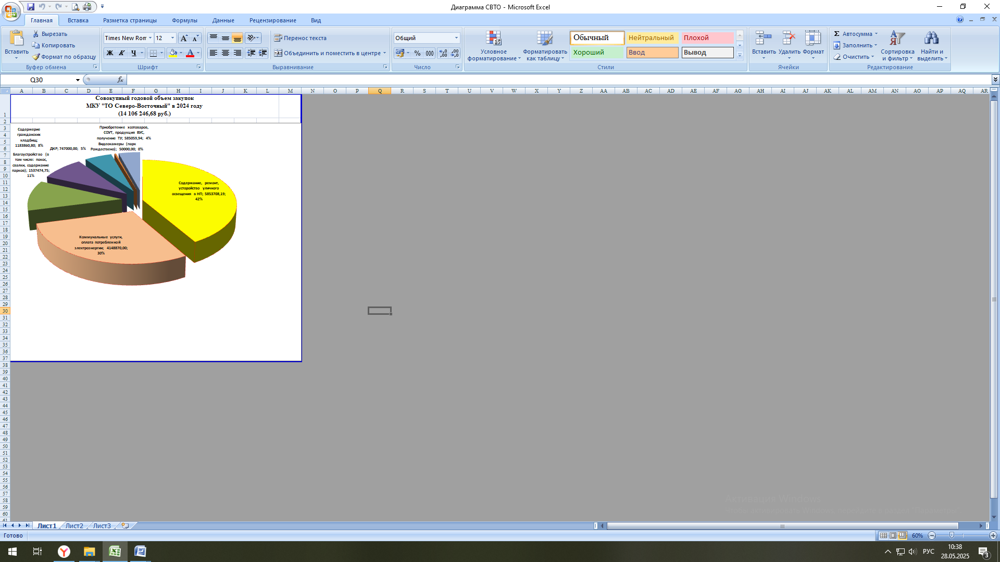 Диаграмма СВТО - Microsoft Excel
Главная
Вставка
Разметка страницы
Формулы
Данные
Рецензирование
Вид
Вставить
Вырезать
Копировать
Формат по образцу
Буфер обмена
Times New Ron
12
Ж К Ч
Шрифт
Перенос текста
Объединить и поместить в центре
Выравнивание
Общий
% 000
Число
Условное
форматирование
Форматировать
как таблицу
Обычный
Нейтральный
Плохой
Хороший
Ввод
Вывод
Стили
Вставить
Удалить
Формат
Ячейки
Σ Автосумма
Заполнить
Очистить
Сортировка
и фильтр
Найти и
выделить
Редактирование
Q30
fx
A B C D E F G H I J K L M N O P Q R S T U V W X Y Z AA AB AC AD AE AF AG AH AI AJ AK AL AM AN AO AP AQ AR
Совокупный годовой объем закупок
МКУ "ТО Северо-Восточный" в 2024 году
(14 106 246,68 руб.)
Содержерие
гражданских
кладбищ;
1183860,80; 8%
ДКР; 747000,00; 5%
Приобретение хозтоваров,
СОУТ, продукция ВУС,
получение ТУ; 585059,94; 4%
Видеокамеры (парк
Рождествено); 50000,00; 0%
Благоустройство (в
том числе: покос,
свалки, содержание
парков); 1537474,75;
11%
Содержание, ремонт,
усторойство уличного
освещения в НП; 5853708,19;
42%
Коммунальные услуги,
оплата потребленной
электроэнергии; 4148870,00;
30%
1
2
3
4
5
6
7
8
9
10
11
12
13
14
15
16
17
18
19
20
21
22
23
24
25
26
27
28
29
30
31
32
33
34
35
36
37
38
39
40
41
42
43
44
45
46
47
48
49
50
51
52
53
54
55
56
57
58
59
60
61
Активация Windows
Лист1
Лист2
Лист3
Готово
60%
РУС
10:38
28.05.2025
3